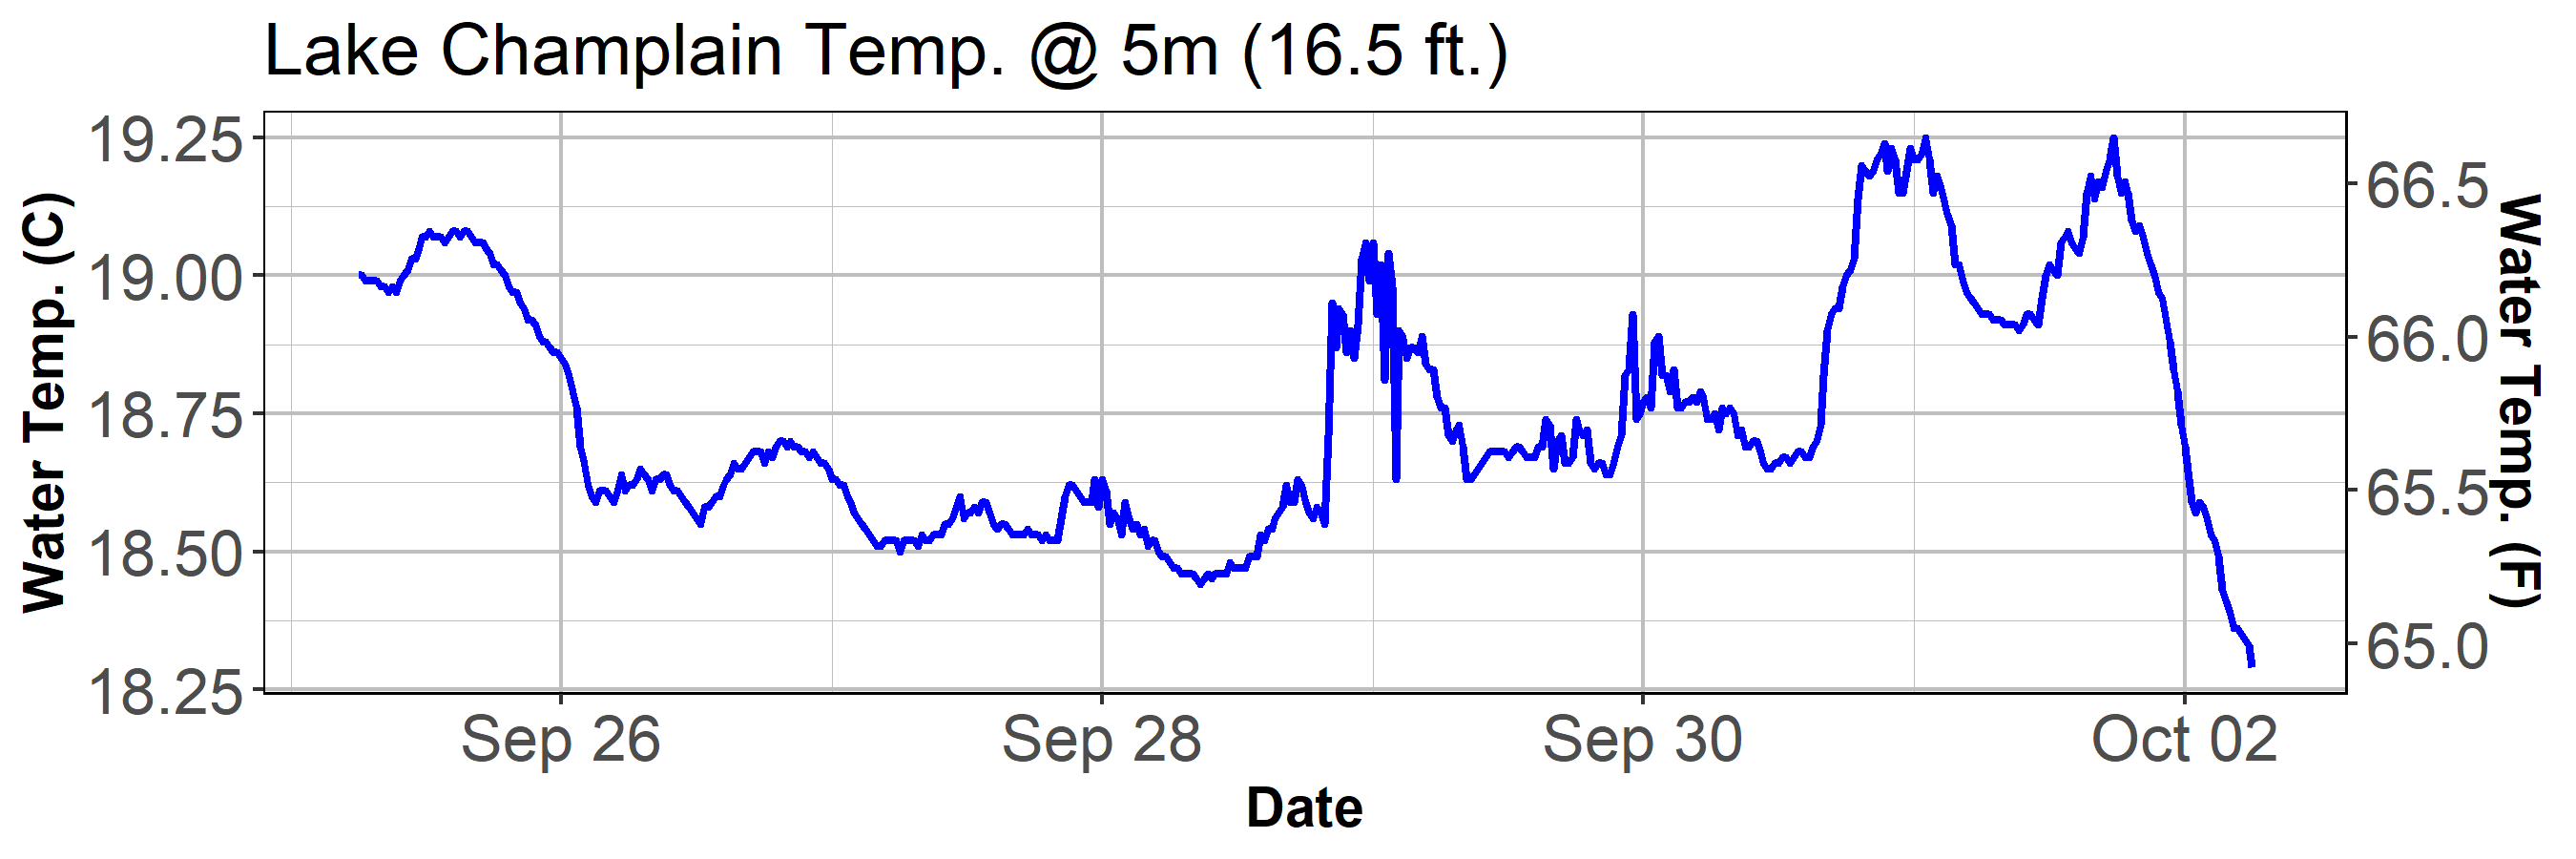 Lake Champlain Temp. @ 5m (16.5 ft.)
Water Temp. (C)
19.25
19.00
18.75
18.50
18.25
66.5
66.0
65.5
65.0
Water Temp. (F)
Sep 26
Sep 28
Sep 30
Oct 02
Date